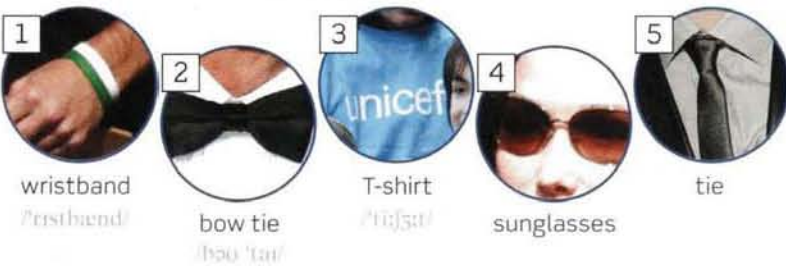 1
wristband
/ˈrɪstbænd/
2
bow tie
/bəʊ ˈtaɪ/
3
unicef
T-shirt
/ˈtiːʃɜːt/
4
sunglasses
5
tie